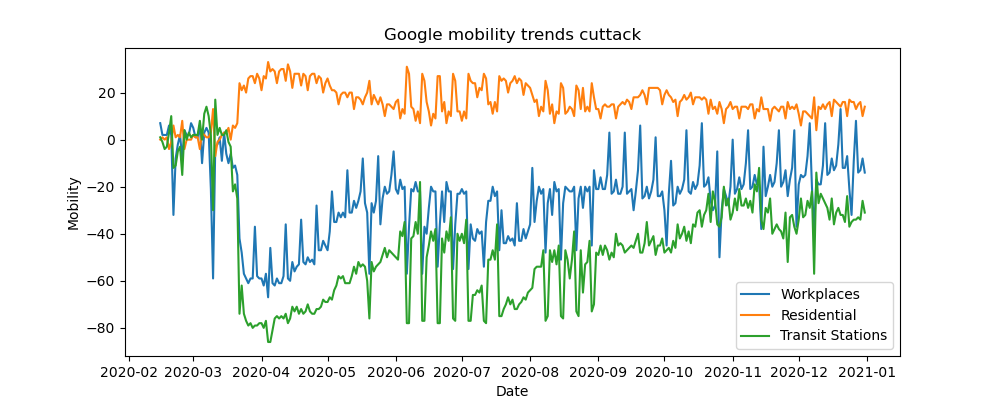 Google mobility trends cuttack
Mobility
20
0
−20
−40
−60
−80
Workplaces
Residential
Transit Stations
2020-02 2020-03 2020-04 2020-05 2020-06 2020-07 2020-08 2020-09 2020-10 2020-11 2020-12 2021-01
Date